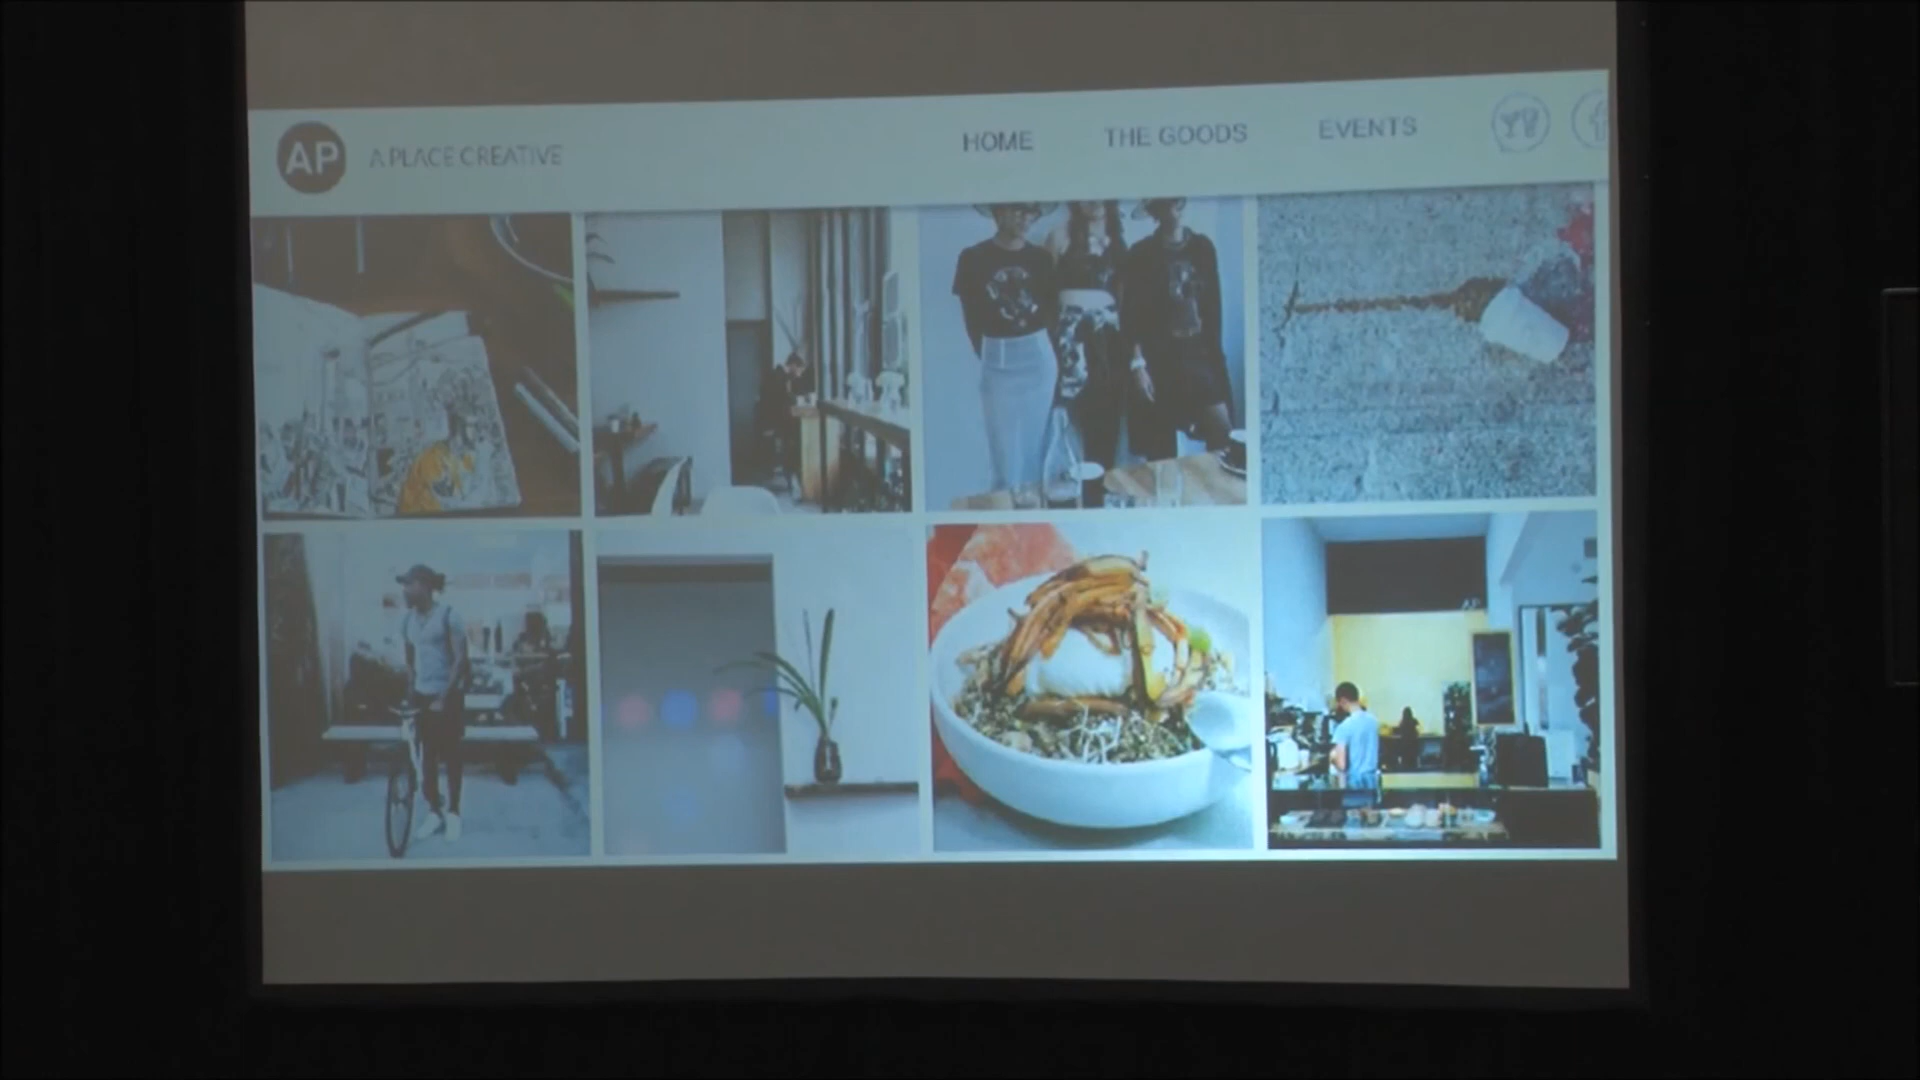 AP
A PLACE CREATIVE
HOME
THE GOODS
EVENTS
f